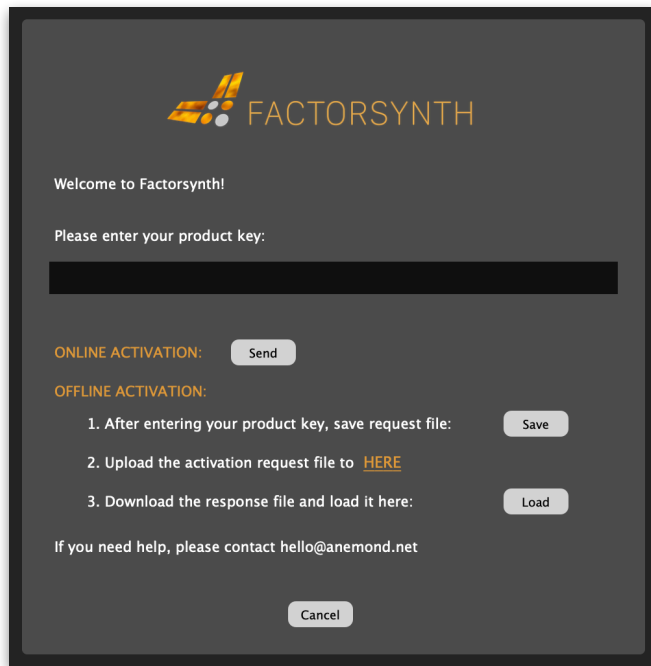 FACTORSYNTH
Welcome to Factorsynth!
Please enter your product key:
ONLINE ACTIVATION: Send
OFFLINE ACTIVATION:
1. After entering your product key, save request file: Save
2. Upload the activation request file to HERE
3. Download the response file and load it here: Load
If you need help, please contact hello@anemond.net
Cancel